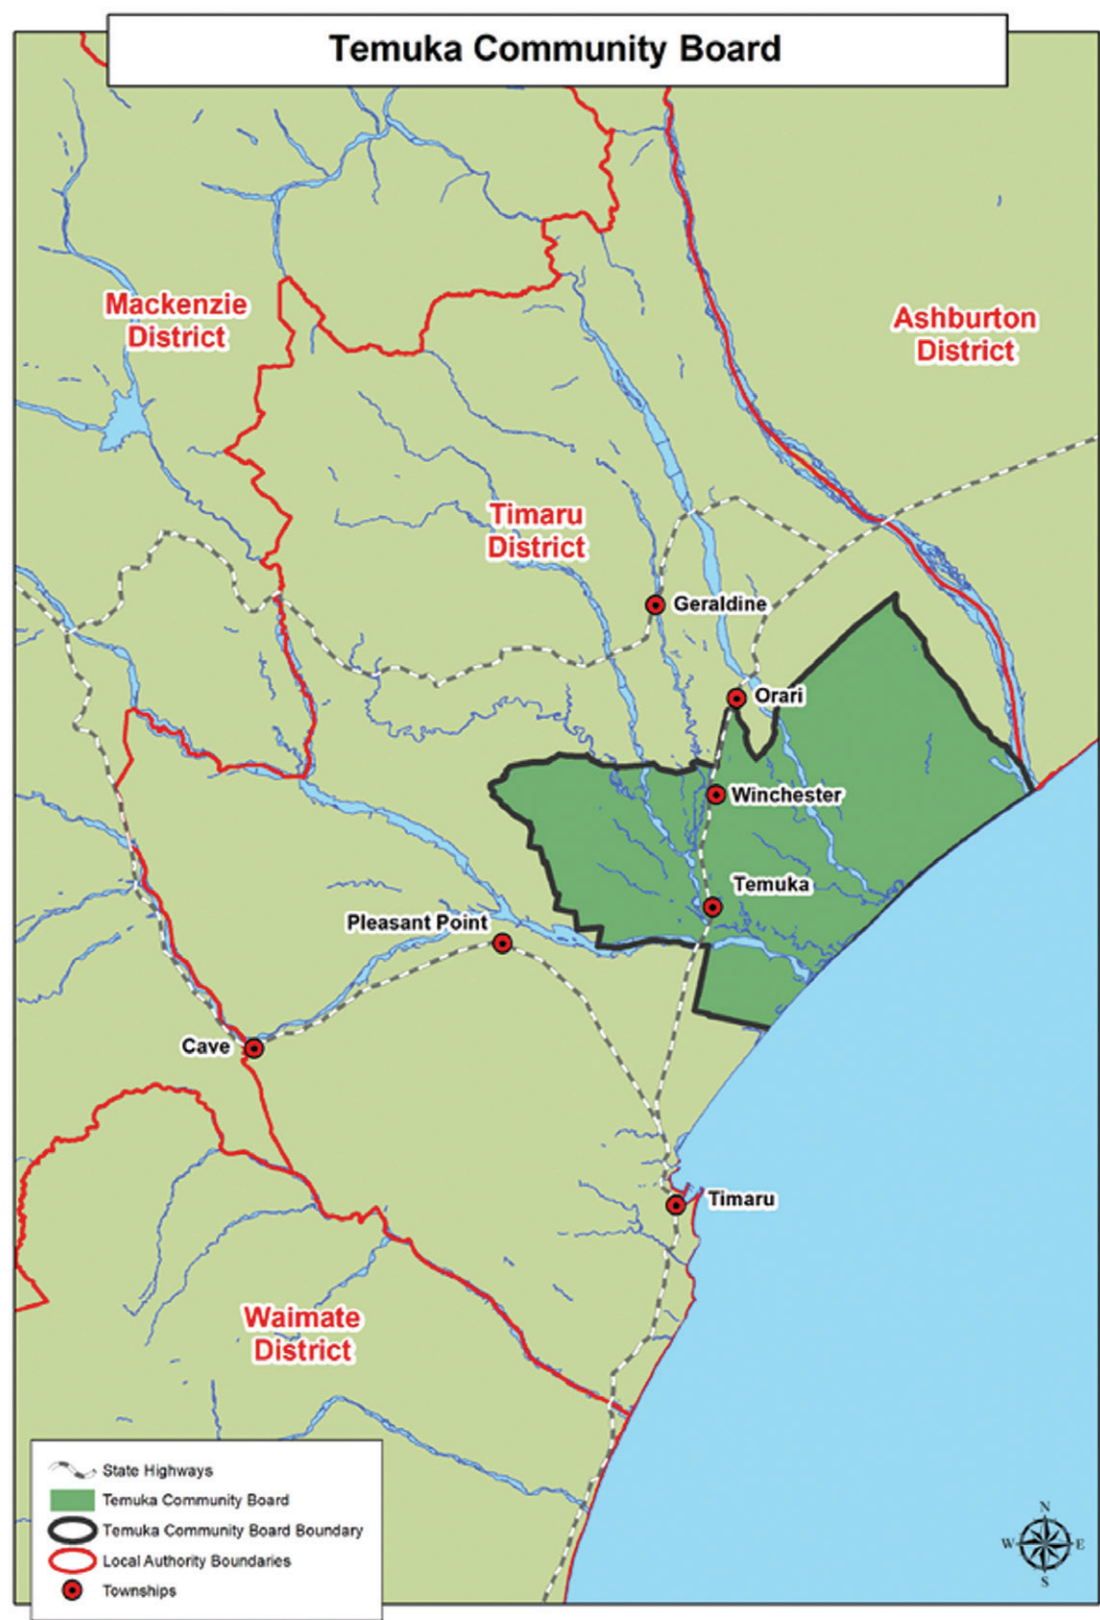 Temuka Community Board
Mackenzie
District
Ashburton
District
Timaru
District
Geraldine
Orari
Winchester
Temuka
Pleasant Point
Cave
Timaru
Waimate
District
State Highways
Temuka Community Board
Temuka Community Board Boundary
Local Authority Boundaries
Townships
N
W
E
S